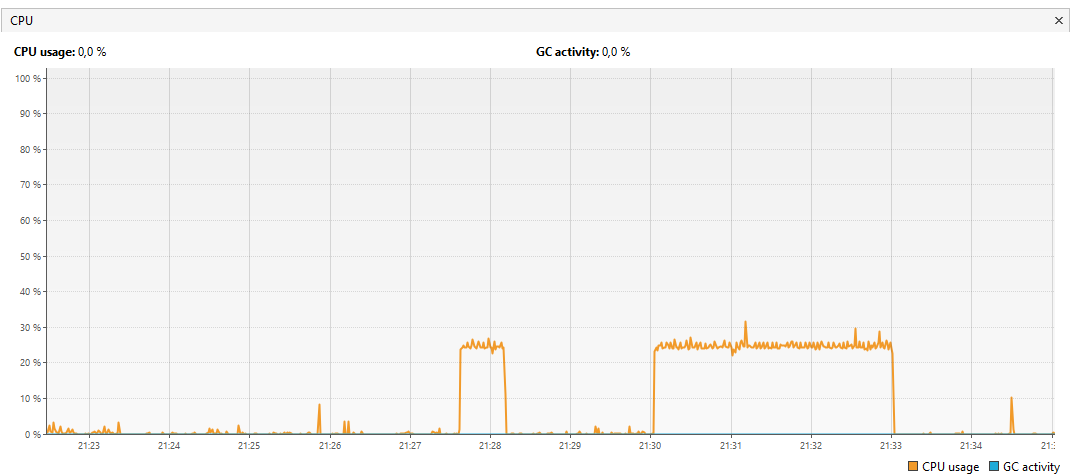 CPU
CPU usage: 0,0 %
GC activity: 0,0 %
100 %
90 %
80 %
70 %
60 %
50 %
40 %
30 %
20 %
10 %
0 %
21:23 21:24 21:25 21:26 21:27 21:28 21:29 21:30 21:31 21:32 21:33 21:34
CPU usage GC activity